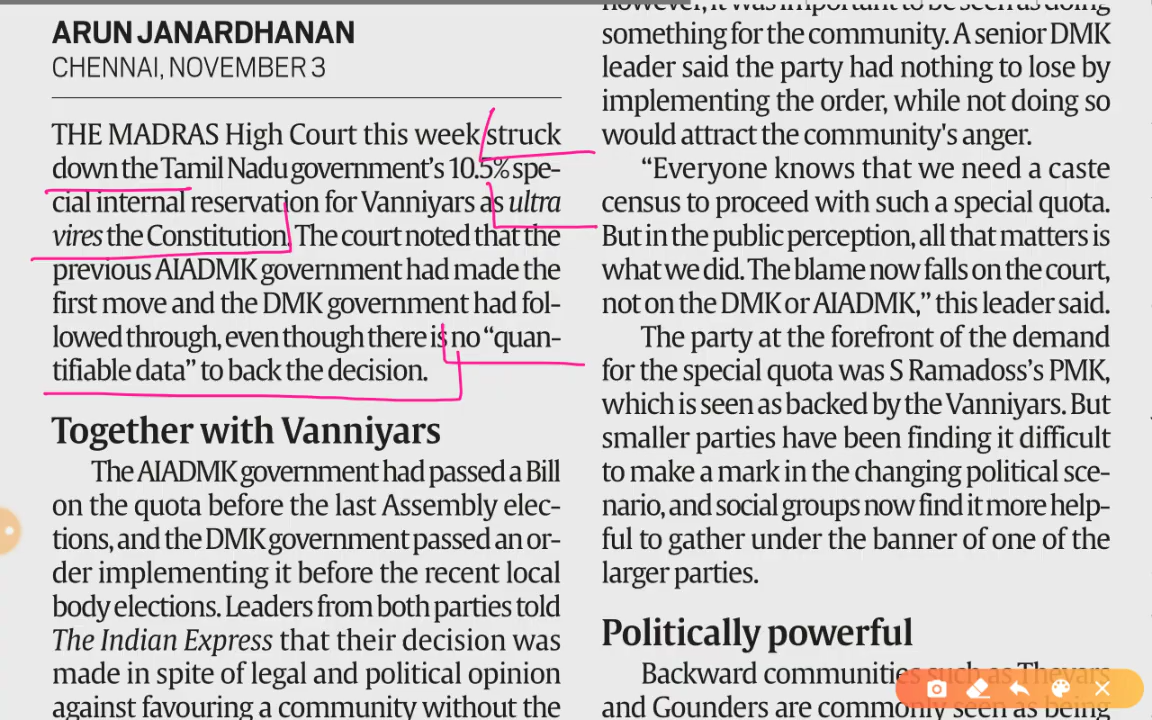 ARUN JANARDHANAN
CHENNAI, NOVEMBER 3
THE MADRAS High Court this week struck
down the Tamil Nadu government's 10.5% spe-
cial internal reservation for Vanniyars as ultra
vires the Constitution. The court noted that the
previous AIADMK government had made the
first move and the DMK government had fol-
lowed through, even though there is no “quan-
tifiable data” to back the decision.
Together with Vanniyars
The AIADMK government had passed a Bill
on the quota before the last Assembly elec-
tions, and the DMK government passed an or-
der implementing it before the recent local
body elections. Leaders from both parties told
The Indian Express that their decision was
made in spite of legal and political opinion
against favouring a community without the
however, it was important to be seen as doing
something for the community. A senior DMK
leader said the party had nothing to lose by
implementing the order, while not doing so
would attract the community's anger.
“Everyone knows that we need a caste
census to proceed with such a special quota.
But in the public perception, all that matters is
what we did. The blame now falls on the court,
not on the DMK or AIADMK,” this leader said.
The party at the forefront of the demand
for the special quota was S Ramadoss's PMK,
which is seen as backed by the Vanniyars. But
smaller parties have been finding it difficult
to make a mark in the changing political sce-
nario, and social groups now find it more help-
ful to gather under the banner of one of the
larger parties.
Politically powerful
Backward communities such as Thevars
and Gounders are commonly seen as being